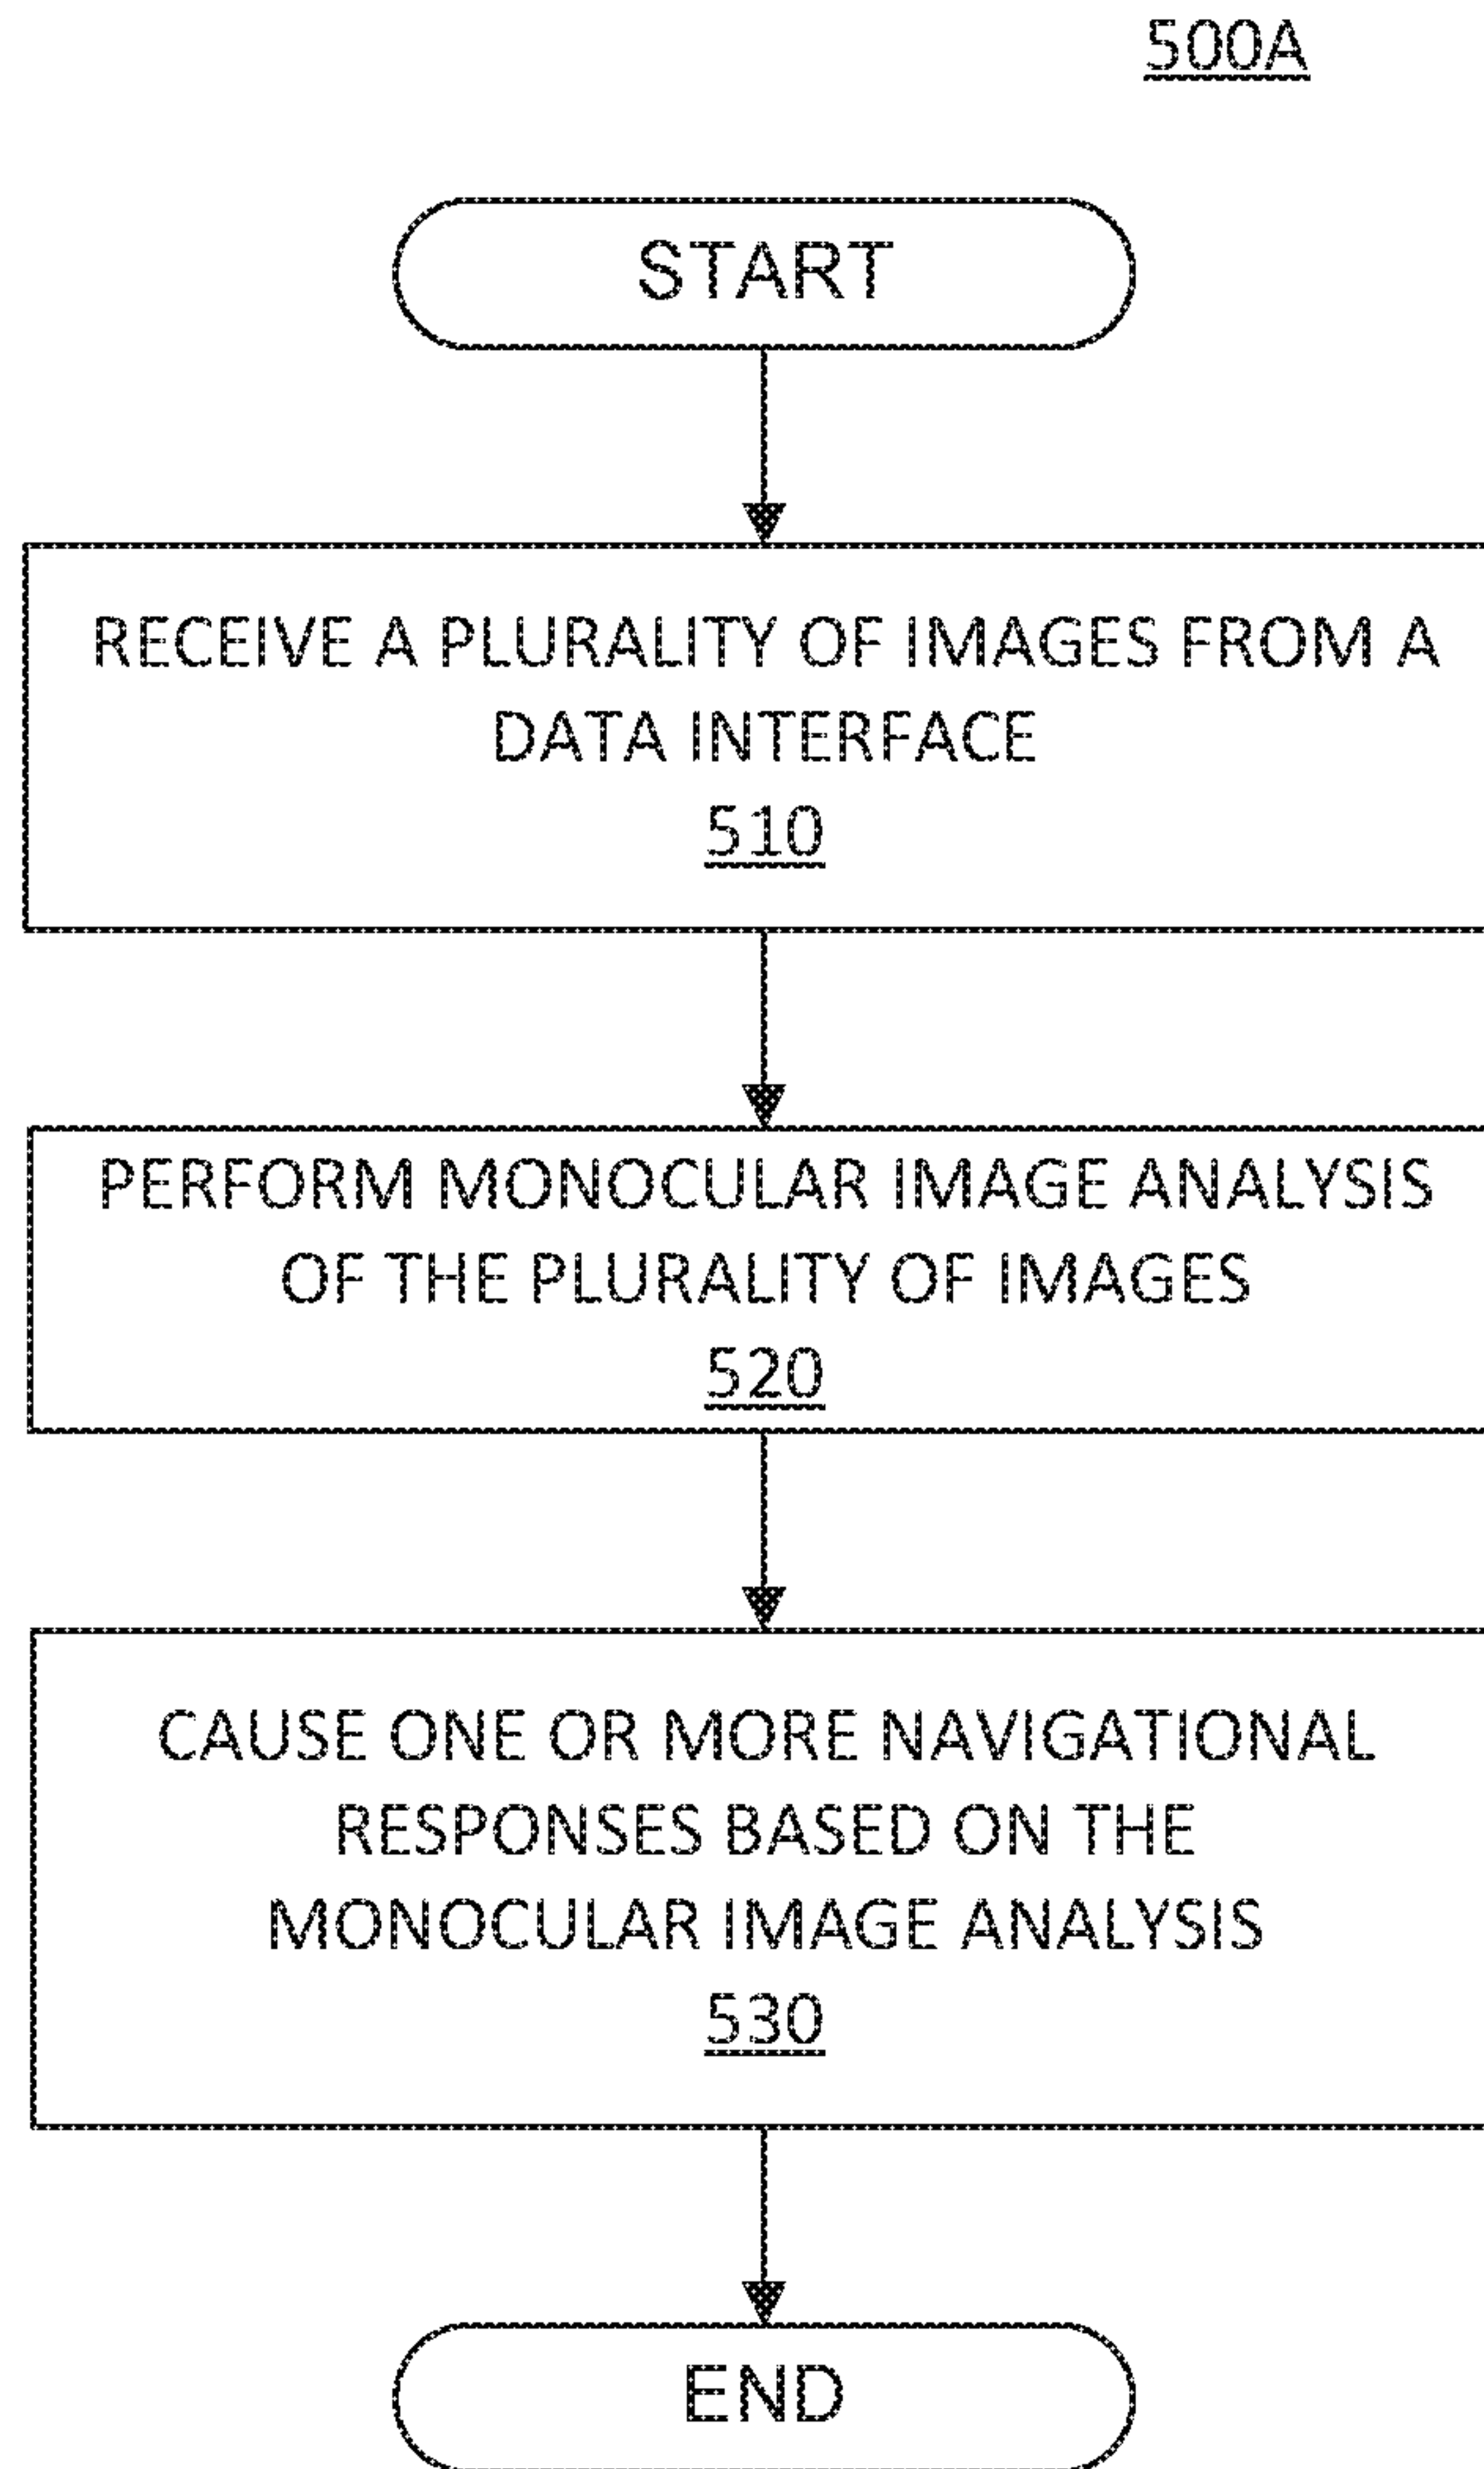 500A
START
RECEIVE A PLURALITY OF IMAGES FROM A
DATA INTERFACE
510
PERFORM MONOCULAR IMAGE ANALYSIS
OF THE PLURALITY OF IMAGES
520
CAUSE ONE OR MORE NAVIGATIONAL
RESPONSES BASED ON THE
MONOCULAR IMAGE ANALYSIS
530
END